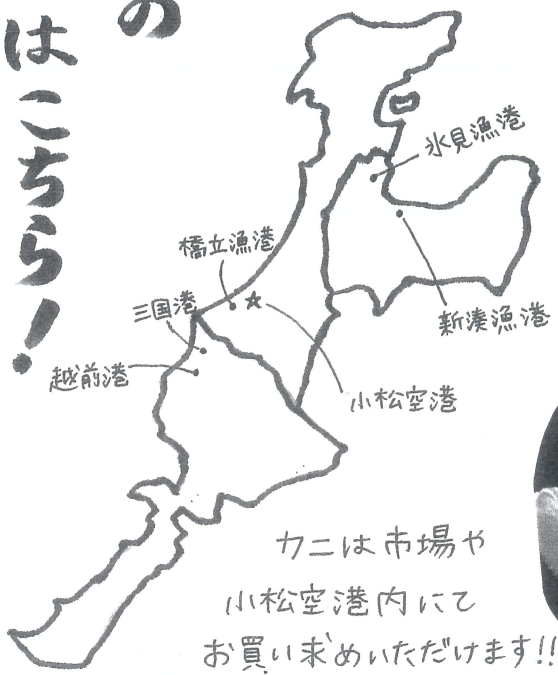 の
はこちら!
氷見漁港
橋立漁港
三国港
新湊漁港
越前港
小松空港
カニは市場や
小松空港内にて
お買い求めいただけます!!